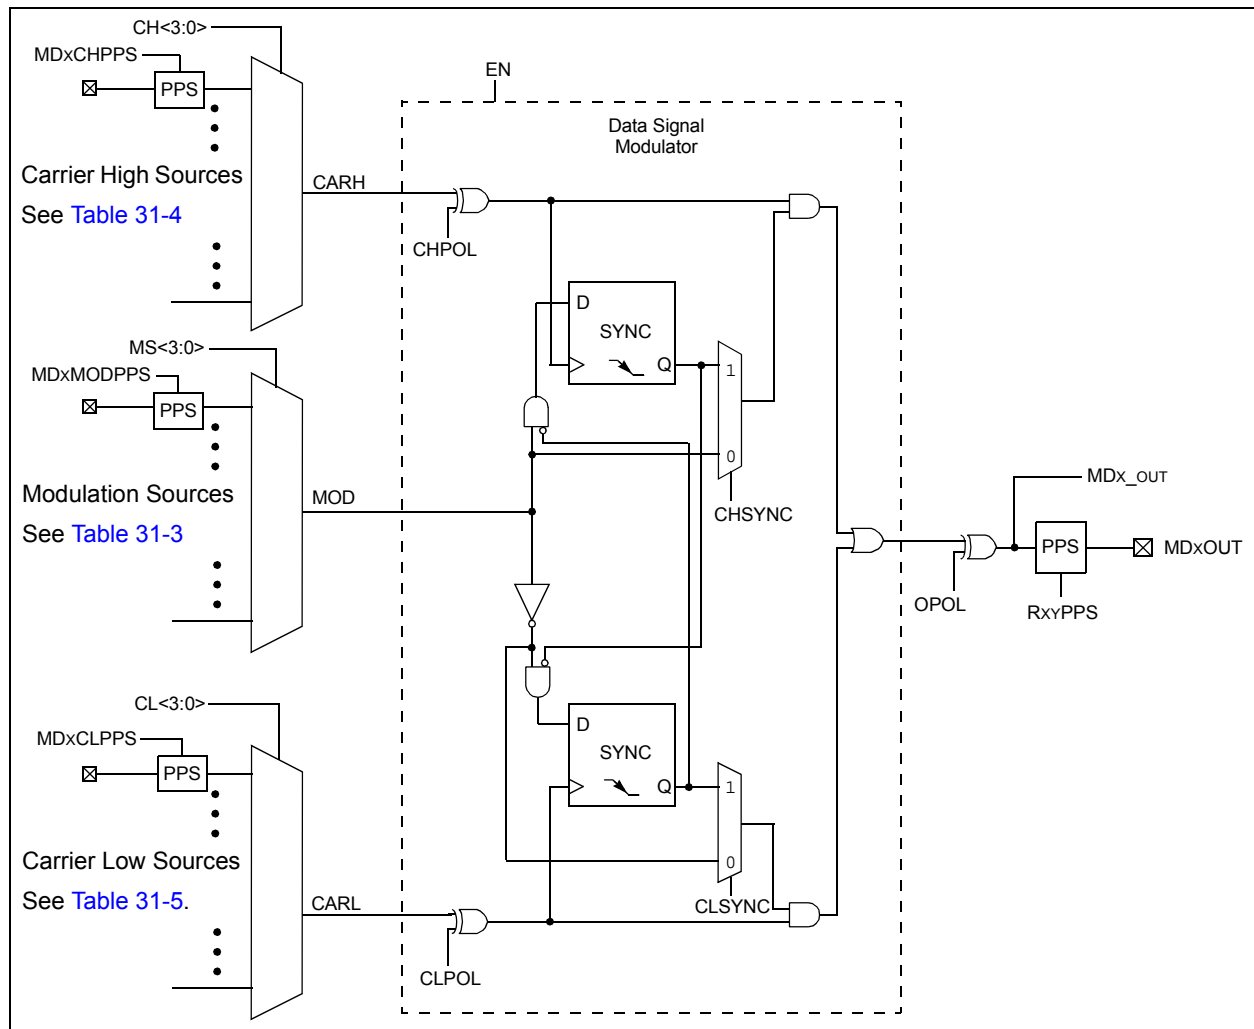 CH<3:0>
MDxCHPPS
PPS
Carrier High Sources
See Table 31-4
CARH
EN
Data Signal
Modulator
CHPOL
D
SYNC
Q
1
0
CHSYNC
MS<3:0>
MDxMODPPS
PPS
Modulation Sources
See Table 31-3
MOD
MDx_OUT
PPS
MDxOUT
OPOL
RxyPPS
CL<3:0>
MDxCLPPS
PPS
Carrier Low Sources
See Table 31-5.
CARL
D
SYNC
Q
1
0
CLSYNC
CLPOL